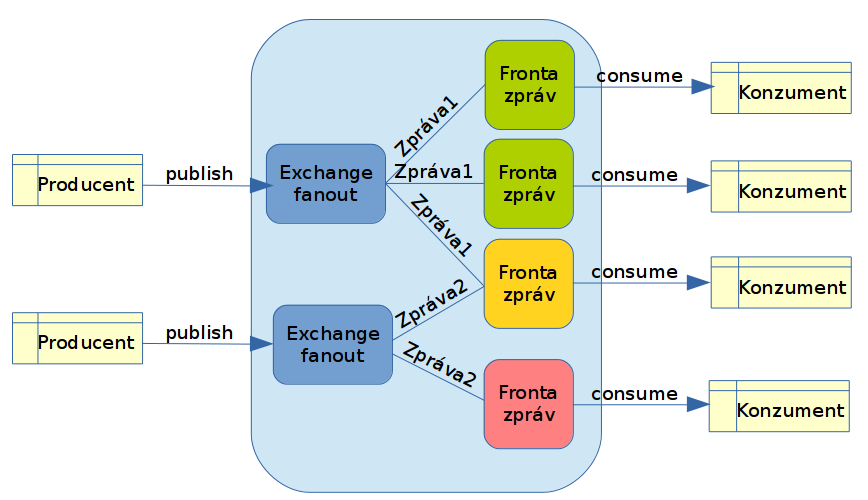 Fronta
zpráv
consume
Konzument
Zpráva1
Producent
publish
Exchange
fanout
Zpráva1
Fronta
zpráv
consume
Konzument
Zpráva1
Fronta
zpráv
consume
Konzument
Zpráva2
Producent
publish
Exchange
fanout
Zpráva2
Fronta
zpráv
consume
Konzument